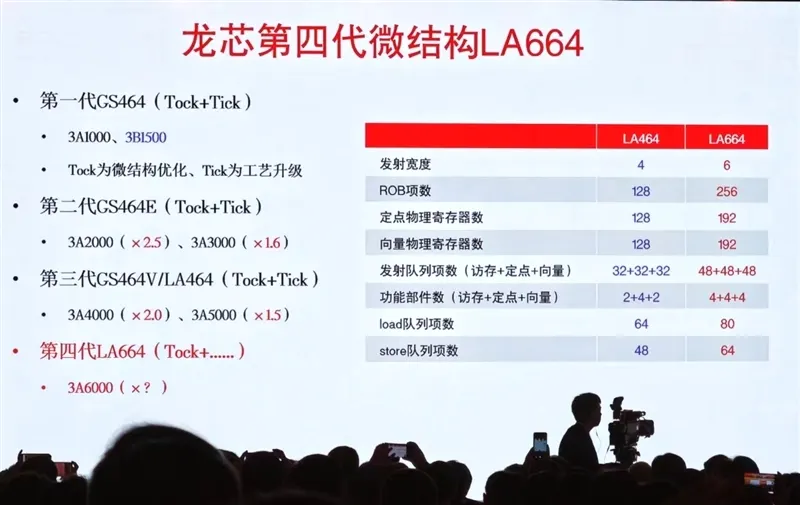 龙芯第四代微结构LA664
• 第一代GS464（Tock+Tick）
• 3A1000、3B1500
• Tock为微结构优化、Tick为工艺升级
• 第二代GS464E（Tock+Tick）
• 3A2000（×2.5）、3A3000（×1.6）
• 第三代GS464V/LA464（Tock+Tick）
• 3A4000（×2.0）、3A5000（×1.5）
• 第四代LA664（Tock+......）
• 3A6000（×？）
LA464 LA664
发射宽度 4 6
ROB项数 128 256
定点物理寄存器数 128 192
向量物理寄存器数 128 192
发射队列项数（访存+定点+向量） 32+32+32 48+48+48
功能部件数（访存+定点+向量） 2+4+2 4+4+4
load队列项数 64 80
store队列项数 48 64